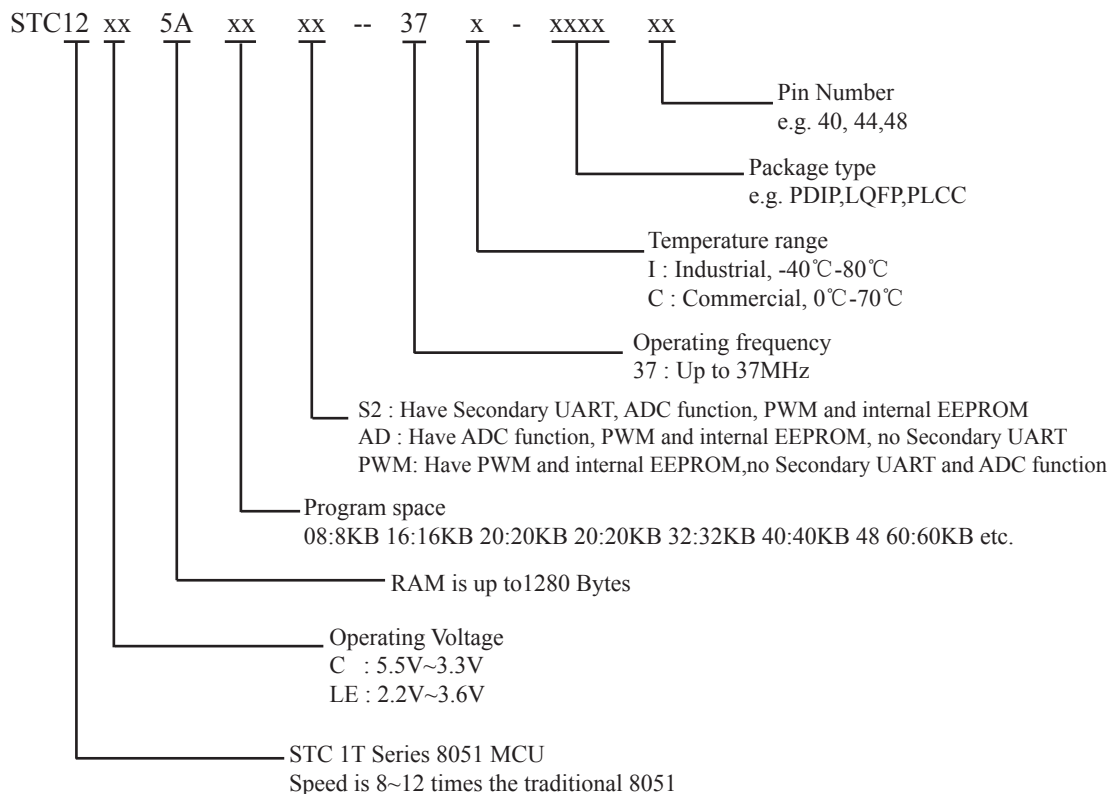 STC12 xx 5A xx xx -- 37 x - xxxx xx
Pin Number
e.g. 40, 44,48
Package type
e.g. PDIP,LQFP,PLCC
Temperature range
I : Industrial, -40℃-80℃
C : Commercial, 0℃-70℃
Operating frequency
37 : Up to 37MHz
S2 : Have Secondary UART, ADC function, PWM and internal EEPROM
AD : Have ADC function, PWM and internal EEPROM, no Secondary UART
PWM: Have PWM and internal EEPROM,no Secondary UART and ADC function
Program space
08:8KB 16:16KB 20:20KB 20:20KB 32:32KB 40:40KB 48 60:60KB etc.
RAM is up to1280 Bytes
Operating Voltage
C : 5.5V~3.3V
LE : 2.2V~3.6V
STC 1T Series 8051 MCU
Speed is 8~12 times the traditional 8051